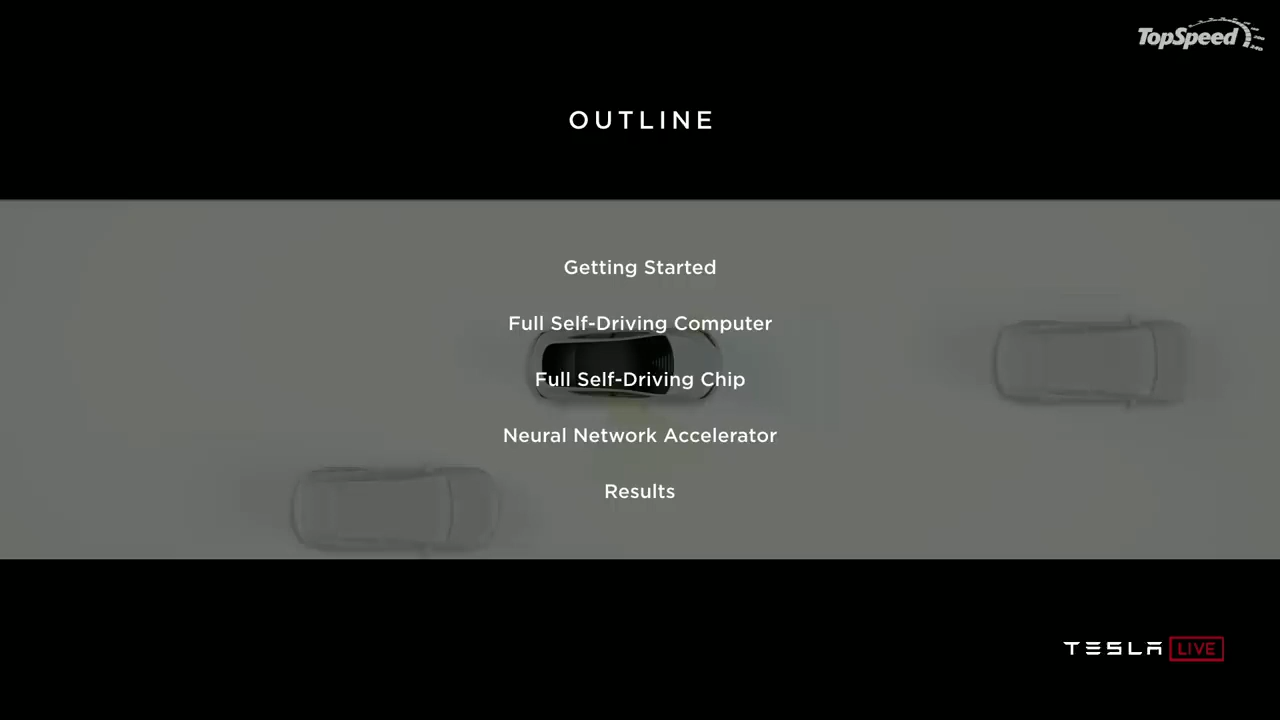 TopSpeed
OUTLINE
Getting Started
Full Self-Driving Computer
Full Self-Driving Chip
Neural Network Accelerator
Results
TESLA LIVE